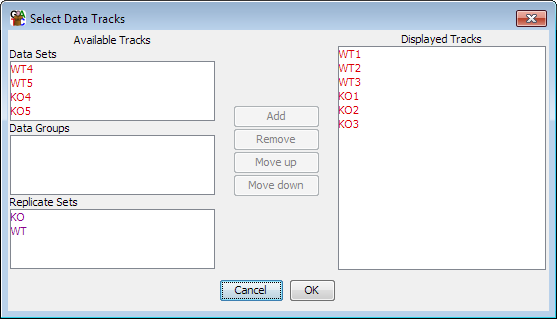 Select Data Tracks
Available Tracks
Data Sets
WT4
WT5
KO4
KO5
Data Groups
Replicate Sets
KO
WT
Add
Remove
Move up
Move down
Displayed Tracks
WT1
WT2
WT3
KO1
KO2
KO3
Cancel
OK